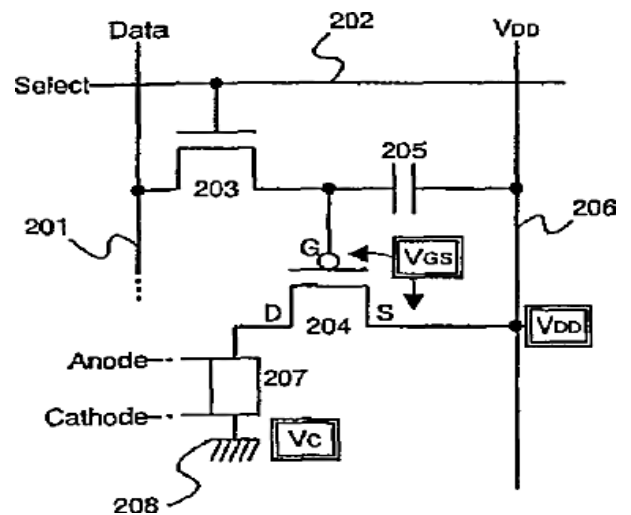 Data
202
VDD
Select
205
203
206
201
G
VGS
D
204
S
VDD
Anode
207
Cathode
VC
208